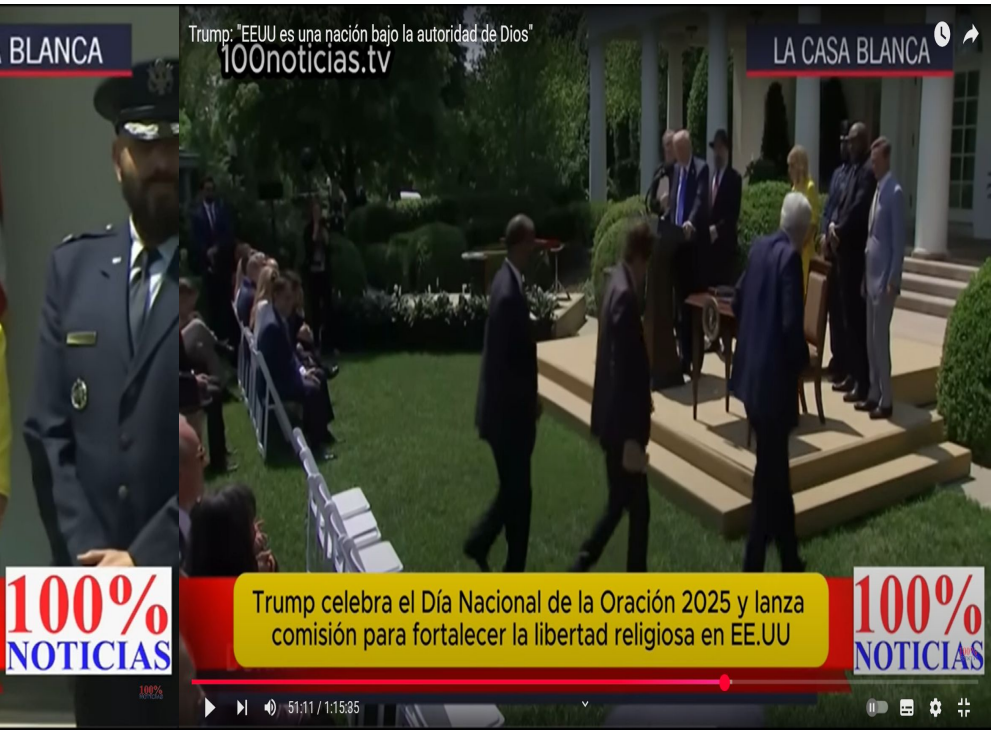 BLANCA
Trump: "EEUU es una nación bajo la autoridad de Dios"
100noticias.tv
LA CASA BLANCA
100%
NOTICIAS
100%
NOTICIAS
Trump celebra el Día Nacional de la Oración 2025 y lanza
comisión para fortalecer la libertad religiosa en EE.UU
100%
NOTICIAS
51:11 / 1:15:35